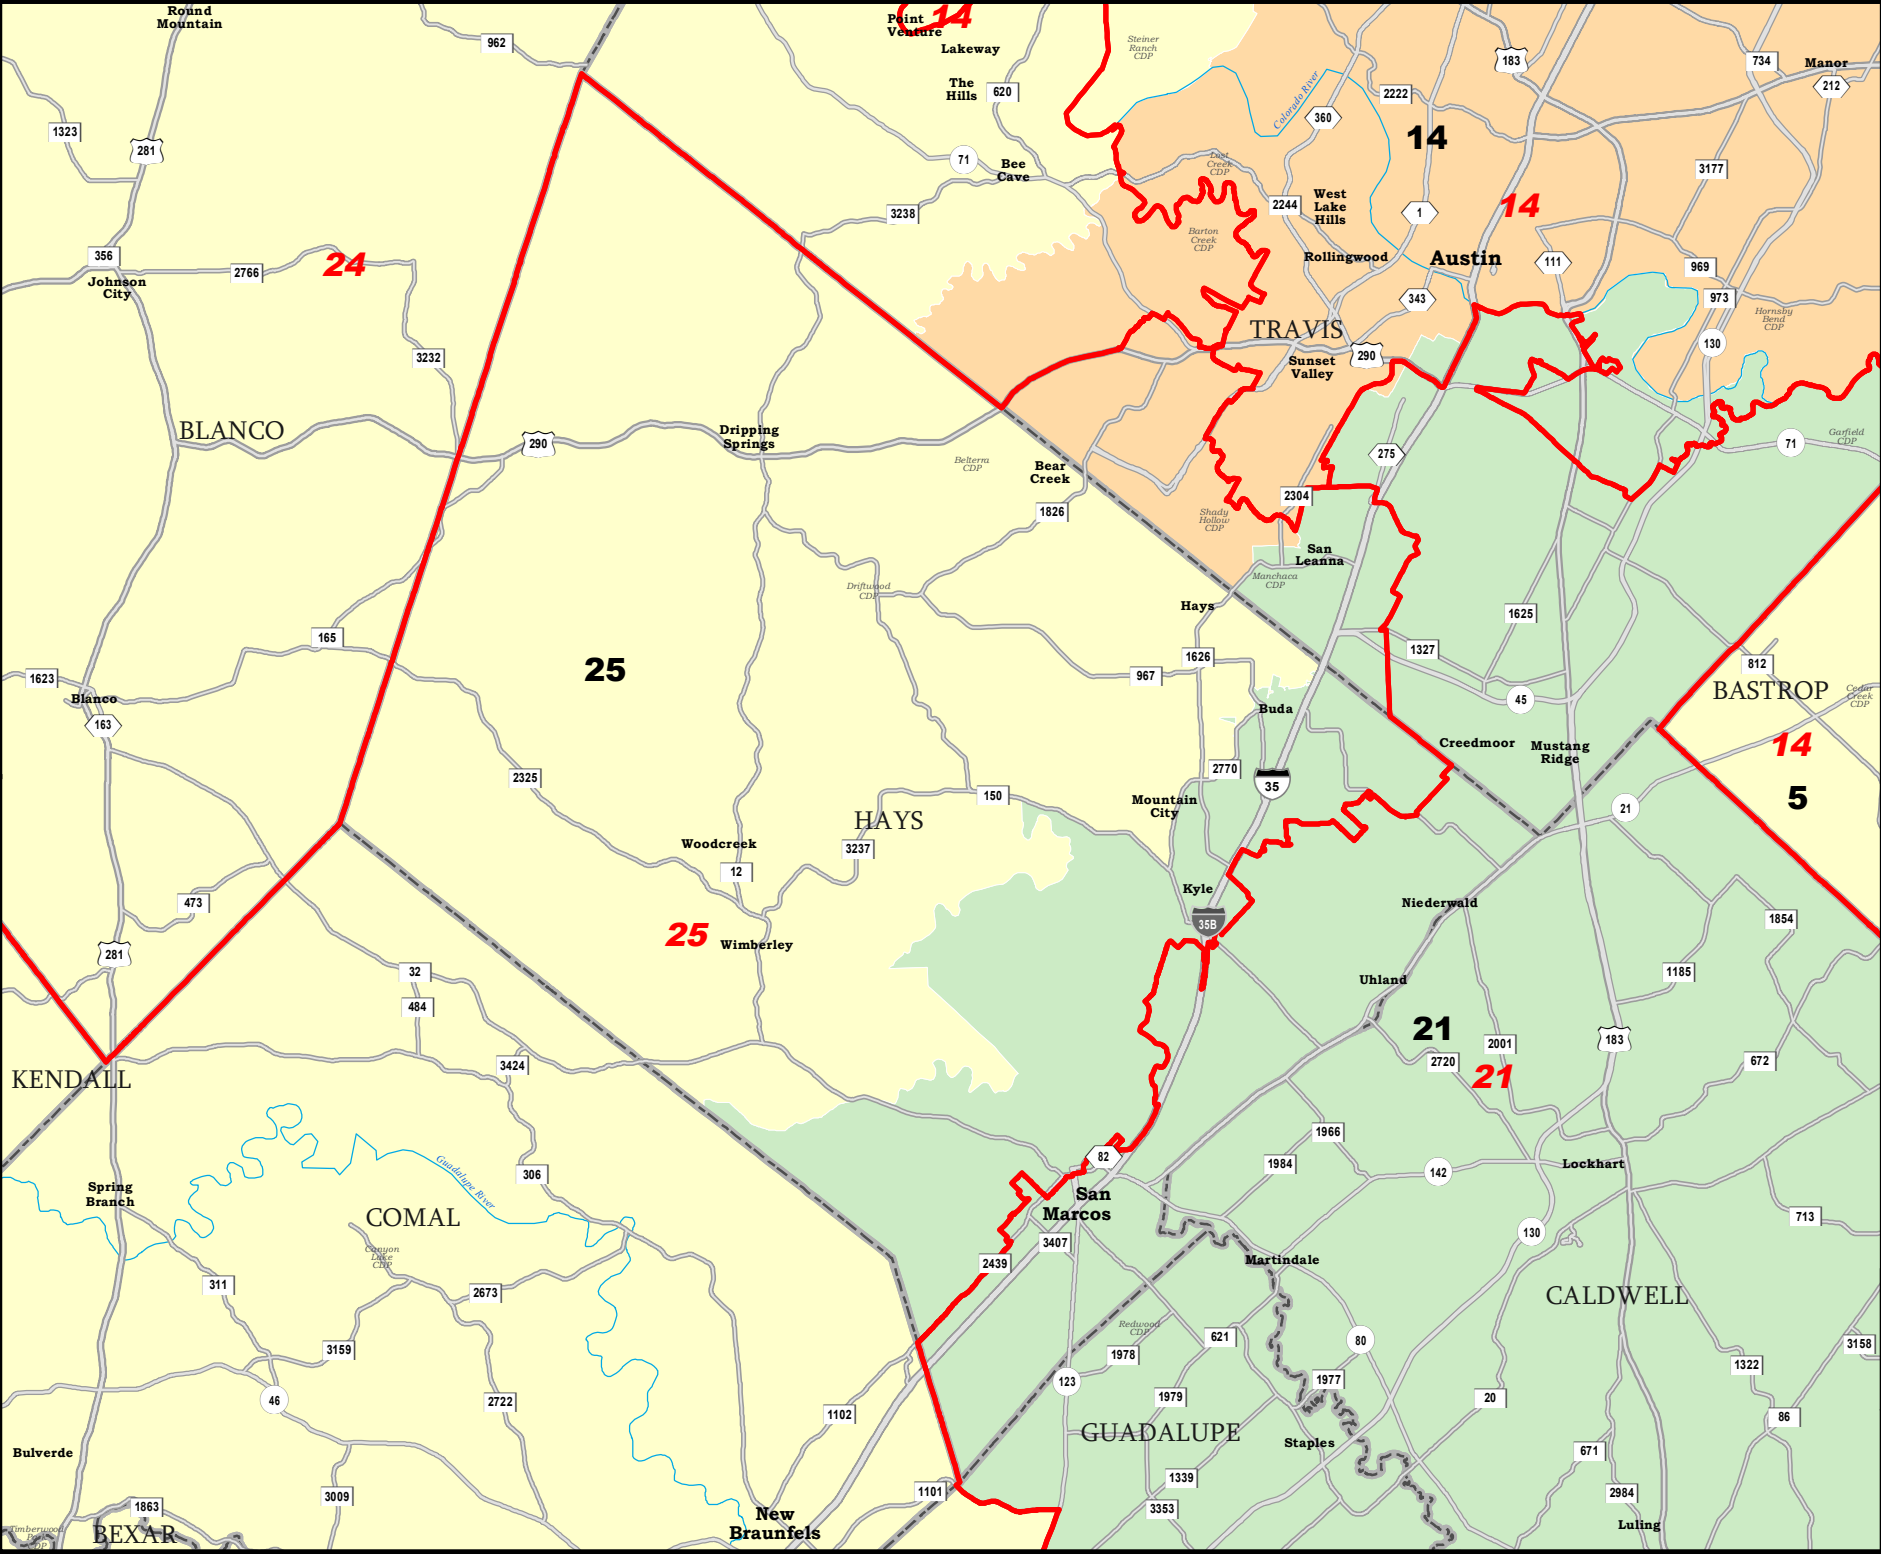 Round
Mountain
962
Point
Venture
14
Lakeway
Steiner
Ranch
CDP
183
734
Manor
212
The
Hills
620
2222
360
Colorado River
1323
281
14
71
Bee
Cave
Lost
Creek
CDP
3177
2244
West
Lake
Hills
1
14
3238
Barton
Creek
CDP
356
2766
24
Johnson
City
Rollingwood
Austin
111
969
343
973
Hornsby
Bend
CDP
TRAVIS
3232
Sunset
Valley
290
130
BLANCO
290
Dripping
Springs
Belterra
CDP
Bear
Creek
275
71
Garfield
CDP
2304
1826
Shady
Hollow
CDP
San
Leanna
Driftwood
CDP
Manchaca
CDP
Hays
1625
165
25
1626
1327
967
812
1623
Blanco
163
BASTROP
Cedar
Creek
CDP
45
Buda
Creedmoor
Mustang
Ridge
14
2325
2770
35
5
150
Mountain
City
21
HAYS
Woodcreek
3237
12
473
Kyle
Niederwald
35B
1854
25
Wimberley
281
32
484
Uhland
1185
21
183
KENDALL
3424
2001
2720
21
672
1966
82
1984
142
Lockhart
Guadalupe River
306
Spring
Branch
San
Marcos
COMAL
713
Canyon
Lake
CDP
3407
130
2439
Martindale
311
2673
CALDWELL
Redwood
CDP
621
80
3159
1978
3158
1322
123
1977
46
2722
1979
20
1102
86
GUADALUPE
Staples
Bulverde
671
1339
1101
3009
2984
1863
3353
New
Braunfels
Luling
Timberwood
Park
CDP
BEXAR